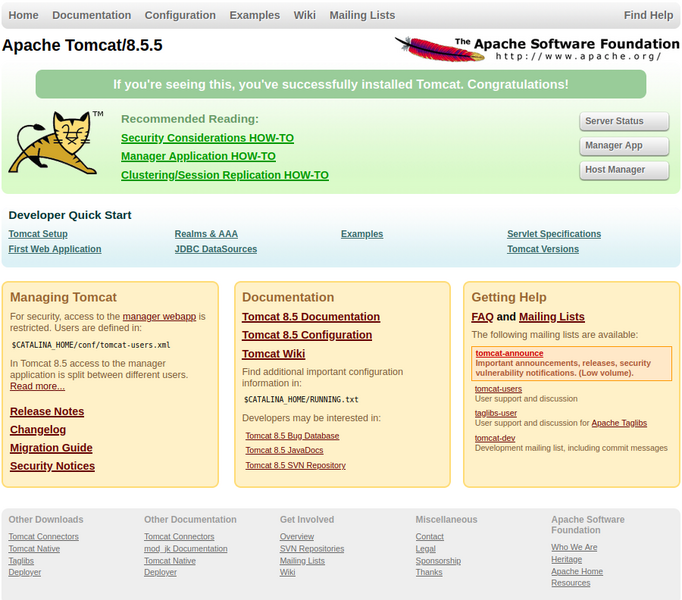 Home Documentation Configuration Examples Wiki Mailing Lists Find Help
Apache Tomcat/8.5.5
The Apache Software Foundation
http://www.apache.org/
If you're seeing this, you've successfully installed Tomcat. Congratulations!
TM
Recommended Reading:
Security Considerations HOW-TO
Manager Application HOW-TO
Clustering/Session Replication HOW-TO
Server Status
Manager App
Host Manager
Developer Quick Start
Tomcat Setup
First Web Application
Realms & AAA
JDBC DataSources
Examples
Servlet Specifications
Tomcat Versions
Managing Tomcat
For security, access to the manager webapp is
restricted. Users are defined in:
$CATALINA_HOME/conf/tomcat-users.xml
In Tomcat 8.5 access to the manager
application is split between different users.
Read more...
Release Notes
Changelog
Migration Guide
Security Notices
Documentation
Tomcat 8.5 Documentation
Tomcat 8.5 Configuration
Tomcat Wiki
Find additional important configuration
information in:
$CATALINA_HOME/RUNNING.txt
Developers may be interested in:
Tomcat 8.5 Bug Database
Tomcat 8.5 JavaDocs
Tomcat 8.5 SVN Repository
Getting Help
FAQ and Mailing Lists
The following mailing lists are available:
tomcat-announce
Important announcements, releases, security
vulnerability notifications. (Low volume).
tomcat-users
User support and discussion
taglibs-user
User support and discussion for Apache Taglibs
tomcat-dev
Development mailing list, including commit messages
Other Downloads
Tomcat Connectors
Tomcat Native
Taglibs
Deployer
Other Documentation
Tomcat Connectors
mod_jk Documentation
Tomcat Native
Deployer
Get Involved
Overview
SVN Repositories
Mailing Lists
Wiki
Miscellaneous
Contact
Legal
Sponsorship
Thanks
Apache Software
Foundation
Who We Are
Heritage
Apache Home
Resources